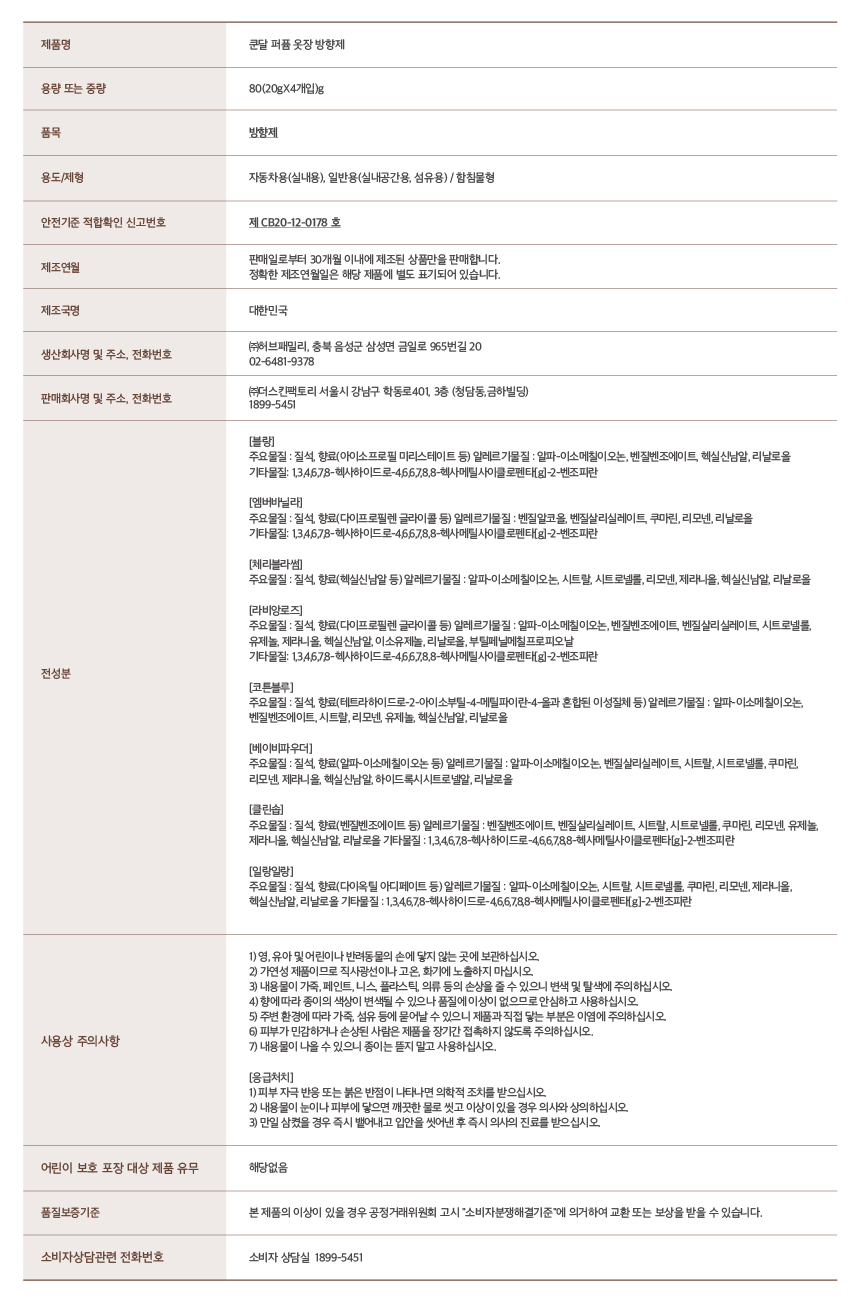 제품명
쿤달 퍼퓸 옷장 방향제
용량 또는 중량
80(20gX4개입)g
품목
방향제
용도/제형
자동차용(실내용), 일반용(실내공간용, 섬유용) / 함침물형
안전기준 적합확인 신고번호
제 CB20-12-0178 호
제조연월
판매일로부터 30개월 이내에 제조된 상품만을 판매합니다.
정확한 제조연월일은 해당 제품에 별도 표기되어 있습니다.
제조국명
대한민국
생산회사명 및 주소, 전화번호
㈜허브패밀리, 충북 음성군 삼성면 금일로 965번길 20
02-6481-9378
판매회사명 및 주소, 전화번호
㈜더스킨팩토리 서울시 강남구 학동로401, 3층 (청담동,금하빌딩)
1899-5451
전성분
[블랑]
주요물질 : 질석, 향료(아이소프로필 미리스테이트 등) 알레르기물질 : 알파-이소메칠이오논, 벤질벤조에이트, 헥실신남알, 리날로올
기타물질: 1,3,4,6,7,8-헥사하이드로-4,6,6,7,8,8-헥사메틸사이클로펜타[g]-2-벤조피란
[엠버바닐라]
주요물질 : 질석, 향료(다이프로필렌 글라이콜 등) 알레르기물질 : 벤질알코올, 벤질살리실레이트, 쿠마린, 리모넨, 리날로올
기타물질: 1,3,4,6,7,8-헥사하이드로-4,6,6,7,8,8-헥사메틸사이클로펜타[g]-2-벤조피란
[체리블라썸]
주요물질 : 질석, 향료(헥실신남알 등) 알레르기물질 : 알파-이소메칠이오논, 시트랄, 시트로넬롤, 리모넨, 제라니올, 헥실신남알, 리날로올
[라비앙로즈]
주요물질 : 질석, 향료(다이프로필렌 글라이콜 등) 알레르기물질 : 알파-이소메칠이오논, 벤질벤조에이트, 벤질살리실레이트, 시트로넬롤,
유제놀, 제라니올, 헥실신남알, 이소유제놀, 리날로올, 부틸페닐메칠프로피오날
기타물질: 1,3,4,6,7,8-헥사하이드로-4,6,6,7,8,8-헥사메틸사이클로펜타[g]-2-벤조피란
[코튼블루]
주요물질 : 질석, 향료(테트라하이드로-2-아이소부틸-4-메틸파이란-4-올과 혼합된 이성질체 등) 알레르기물질 : 알파-이소메칠이오논,
벤질벤조에이트, 시트랄, 리모넨, 유제놀, 헥실신남알, 리날로올
[베이비파우더]
주요물질 : 질석, 향료(알파-이소메칠이오논 등) 알레르기물질 : 알파-이소메칠이오논, 벤질살리실레이트, 시트랄, 시트로넬롤, 쿠마린,
리모넨, 제라니올, 헥실신남알, 하이드록시시트로넬알, 리날로올
[클린솝]
주요물질 : 질석, 향료(벤질벤조에이트 등) 알레르기물질 : 벤질벤조에이트, 벤질살리실레이트, 시트랄, 시트로넬롤, 쿠마린, 리모넨, 유제놀,
제라니올, 헥실신남알, 리날로올 기타물질 : 1,3,4,6,7,8-헥사하이드로-4,6,6,7,8,8-헥사메틸사이클로펜타[g]-2-벤조피란
[일랑일랑]
주요물질 : 질석, 향료(다이옥틸 아디페이트 등) 알레르기물질 : 알파-이소메칠이오논, 시트랄, 시트로넬롤, 쿠마린, 리모넨, 제라니올,
헥실신남알, 리날로올 기타물질 : 1,3,4,6,7,8-헥사하이드로-4,6,6,7,8,8-헥사메틸사이클로펜타[g]-2-벤조피란
사용상 주의사항
1) 영, 유아 및 어린이나 반려동물의 손에 닿지 않는 곳에 보관하십시오.
2) 가연성 제품이므로 직사광선이나 고온, 화기에 노출하지 마십시오.
3) 내용물이 가죽, 페인트, 니스, 플라스틱, 의류 등의 손상을 줄 수 있으니 변색 및 탈색에 주의하십시오.
4) 향에 따라 종이의 색상이 변색될 수 있으나 품질에 이상이 없으므로 안심하고 사용하십시오.
5) 주변 환경에 따라 가죽, 섬유 등에 묻어날 수 있으니 제품과 직접 닿는 부분은 이염에 주의하십시오.
6) 피부가 민감하거나 손상된 사람은 제품을 장기간 접촉하지 않도록 주의하십시오.
7) 내용물이 나올 수 있으니 종이는 뜯지 말고 사용하십시오.
[응급처치]
1) 피부 자극 반응 또는 붉은 반점이 나타나면 의학적 조치를 받으십시오.
2) 내용물이 눈이나 피부에 닿으면 깨끗한 물로 씻고 이상이 있을 경우 의사와 상의하십시오.
3) 만일 삼켰을 경우 즉시 뱉어내고 입안을 씻어낸 후 즉시 의사의 진료를 받으십시오.
어린이 보호 포장 대상 제품 유무
해당없음
품질보증기준
본 제품의 이상이 있을 경우 공정거래위원회 고시 "소비자분쟁해결기준"에 의거하여 교환 또는 보상을 받을 수 있습니다.
소비자상담관련 전화번호
소비자 상담실 1899-5451